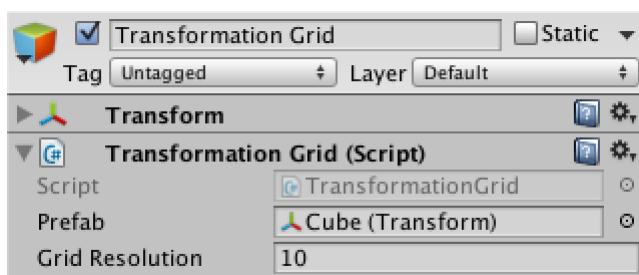 Transformation Grid Static
Tag Untagged Layer Default
Transform
C# Transformation Grid (Script)
Script C# TransformationGrid
Prefab Cube (Transform)
Grid Resolution 10